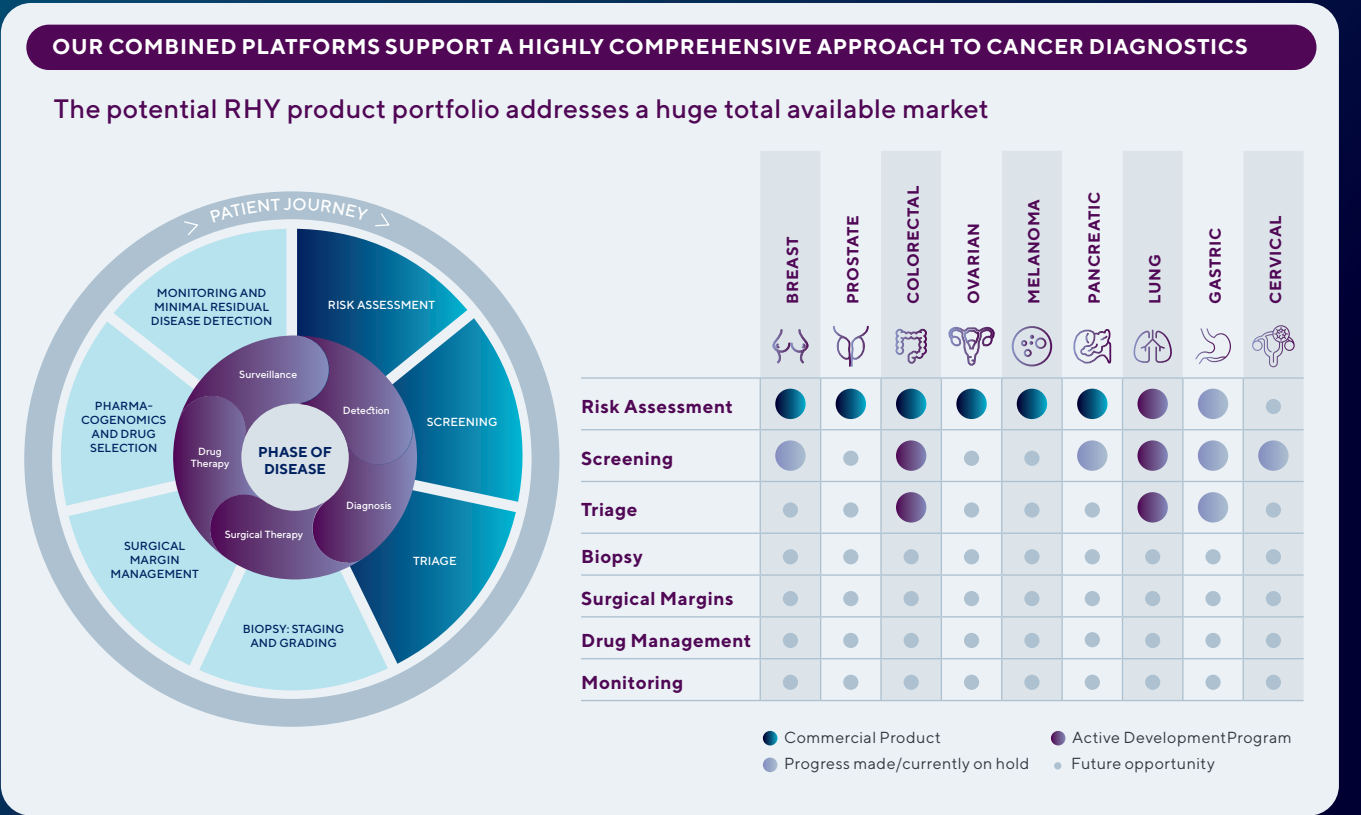 OUR COMBINED PLATFORMS SUPPORT A HIGHLY COMPREHENSIVE APPROACH TO CANCER DIAGNOSTICS
The potential RHY product portfolio addresses a huge total available market
> PATIENT JOURNEY >
RISK ASSESSMENT
SCREENING
TRIAGE
BIOPSY: STAGING
AND GRADING
SURGICAL
MARGIN
MANAGEMENT
PHARMA-
COGENOMICS
AND DRUG
SELECTION
MONITORING AND
MINIMAL RESIDUAL
DISEASE DETECTION
Surveillance
Detection
Diagnosis
Surgical Therapy
Drug
Therapy
PHASE OF
DISEASE
BREAST
PROSTATE
COLORECTAL
OVARIAN
MELANOMA
PANCREATIC
LUNG
GASTRIC
CERVICAL
Risk Assessment
Screening
Triage
Biopsy
Surgical Margins
Drug Management
Monitoring
Commercial Product
Active DevelopmentProgram
Progress made/currently on hold
Future opportunity